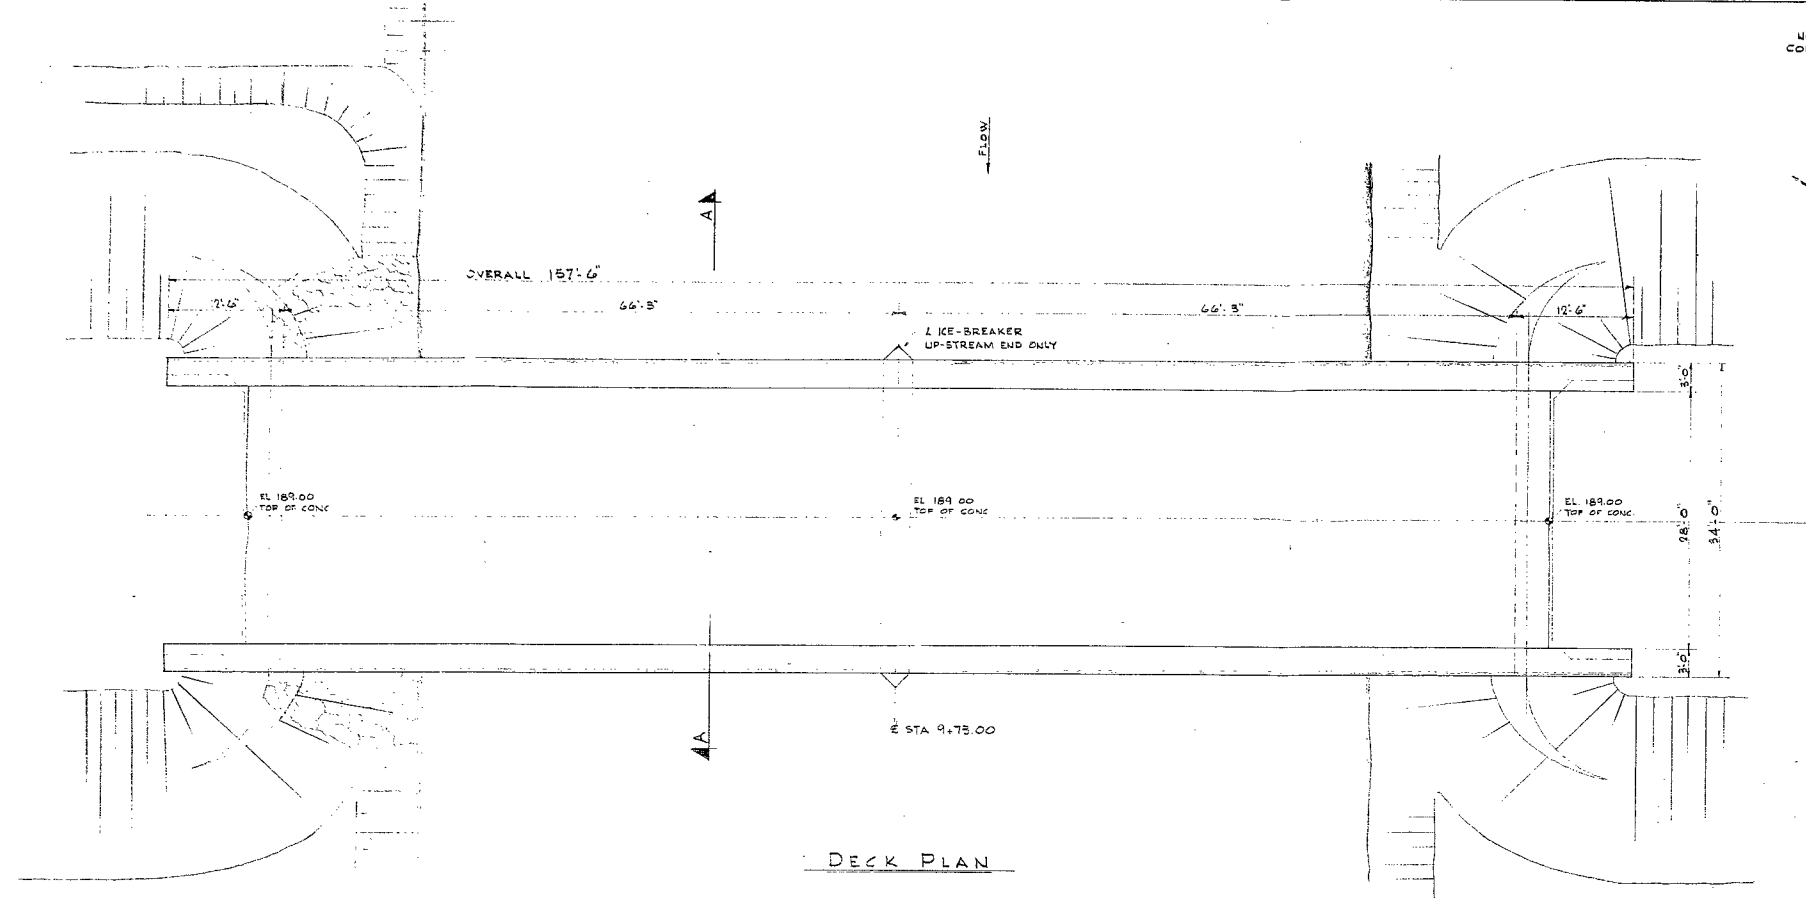 FLOW
A
OVERALL 157'-6"
12'-6"
66'-3"
66'-3"
12'-6"
L ICE-BREAKER
UP-STREAM END ONLY
3'-0"
EL 189.00
TOP OF CONC
EL 189.00
TOP OF CONC
EL. 189.00
TOP OF CONC.
28'-0"
34'-0"
3'-0"
A
℄ STA 9+73.00
DECK PLAN